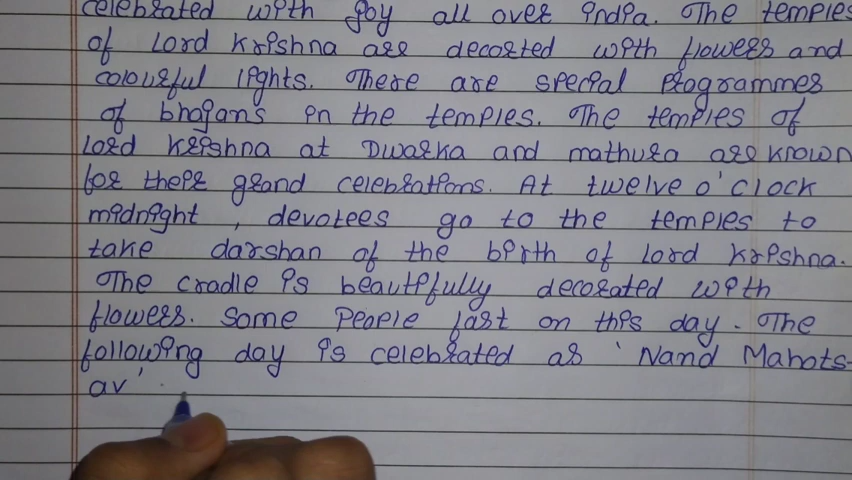 celebrated with joy all over india. The temples
of lord Krishna are decorted with flowers and
colourful lights. There are special programmes
of bhajans in the temples. The temples of
lord Krishna at Dwarka and mathura are known
for their grand celebrations. At twelve o'clock
midnight, devotees go to the temples to
take darshan of the birth of lord Krishna.
The cradle is beautifully decorated with
flowers. Some people fast on this day. The
following day is celebrated as 'Nand Mahots-
av'